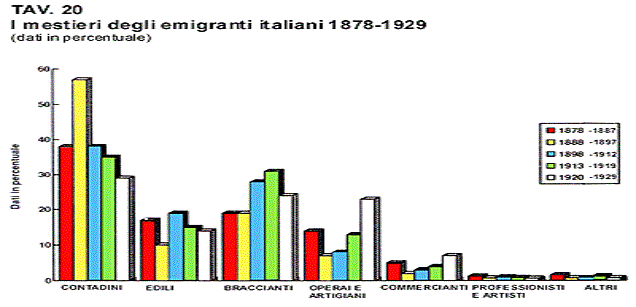 TAV. 20
I mestieri degli emigranti italiani 1878-1929
(dati in percentuale)
60
50
40
30
20
10
0
Dati in percentuale
1878 -1887
1888 -1897
1898 -1912
1913 -1919
1920 -1929
CONTADINI EDILI BRACCIANTI OPERAI E ARTIGIANI COMMERCIANTI PROFESSIONISTI E ARTISTI ALTRI